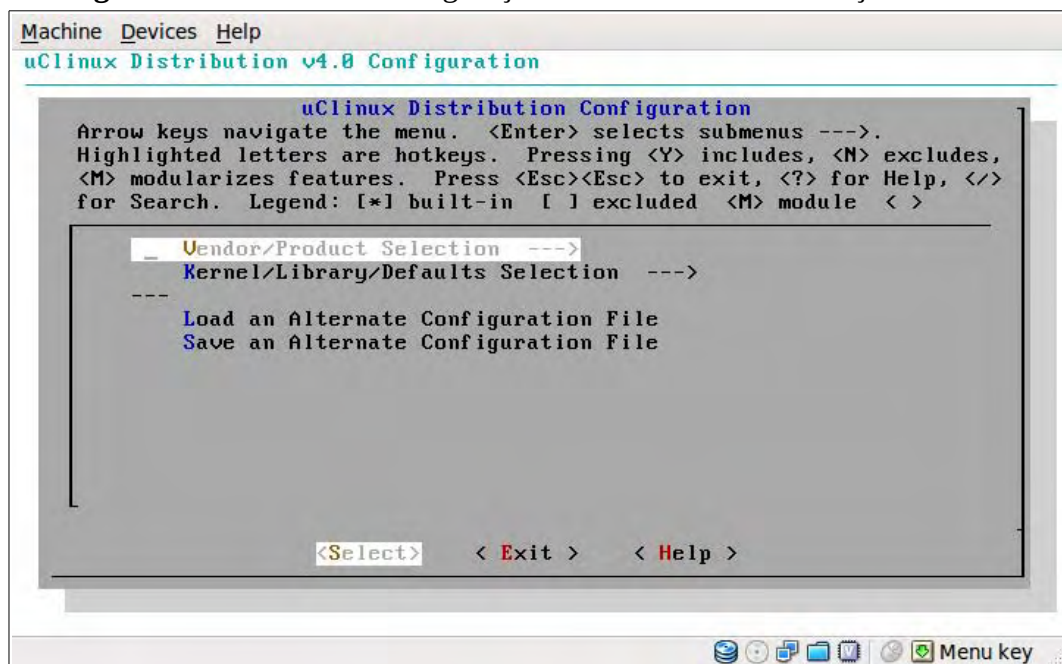 Machine Devices Help
uClinux Distribution v4.0 Configuration
uClinux Distribution Configuration
Arrow keys navigate the menu. <Enter> selects submenus --->.
Highlighted letters are hotkeys. Pressing <Y> includes, <N> excludes,
<M> modularizes features. Press <Esc><Esc> to exit, <?> for Help, </>
for Search. Legend: [*] built-in [ ] excluded <M> module < >
_ Vendor/Product Selection --->
Kernel/Library/Defaults Selection --->
---
Load an Alternate Configuration File
Save an Alternate Configuration File
<Select> < Exit > < Help >
Menu key